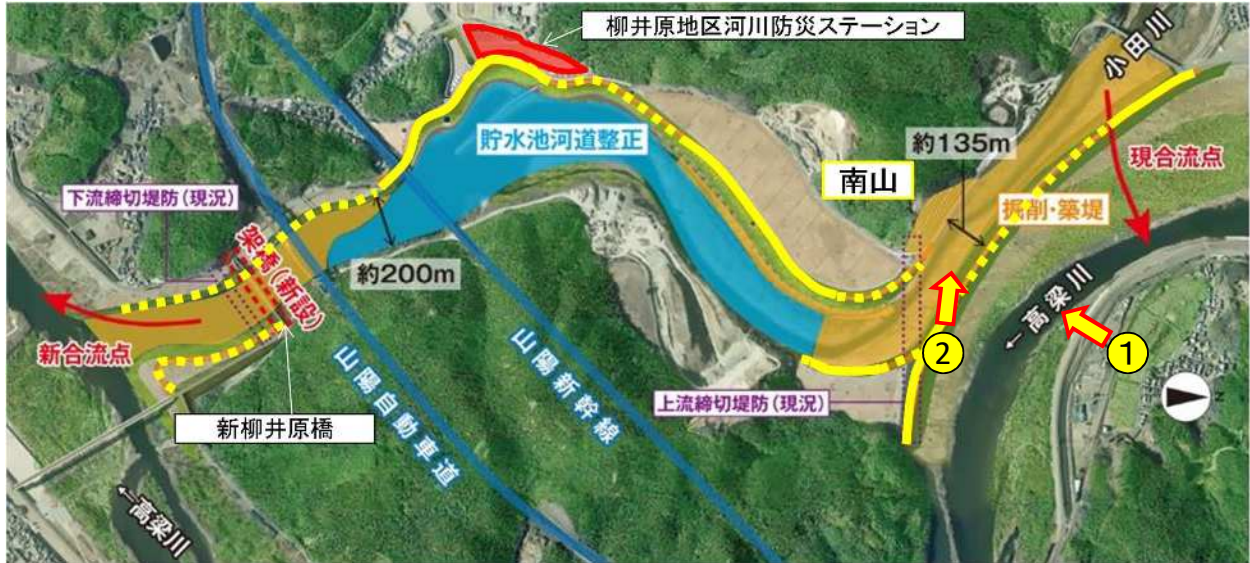 柳井原地区河川防災ステーション
小田川
貯水池河道整正
約135m
現合流点
南山
下流締切堤防(現況)
掘削・築堤
架橋(新設)
約200m
←高梁川
①
②
新合流点
山陽自動車道
山陽新幹線
上流締切堤防(現況)
N
新柳井原橋
←高梁川